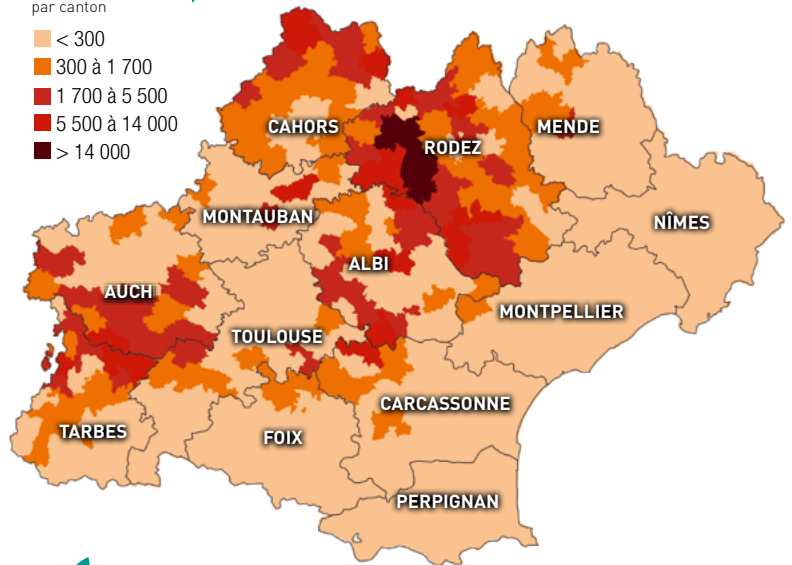 par canton
< 300
300 à 1 700
1 700 à 5 500
5 500 à 14 000
> 14 000
CAHORS
RODEZ
MENDE
MONTAUBAN
NÎMES
ALBI
AUCH
MONTPELLIER
TOULOUSE
CARCASSONNE
TARBES
FOIX
PERPIGNAN